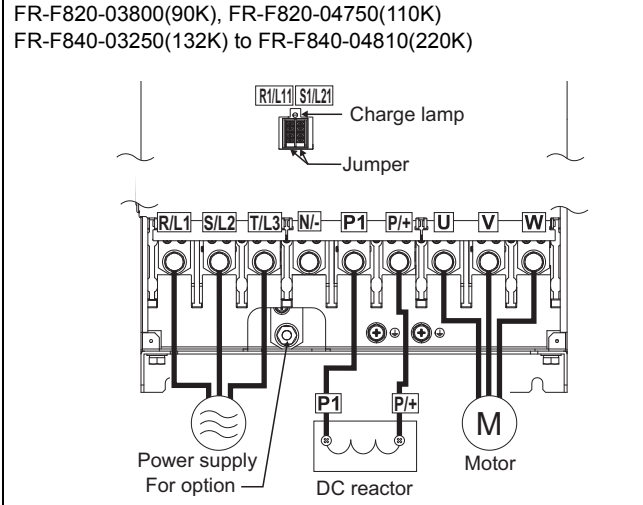 FR-F820-03800(90K), FR-F820-04750(110K)
FR-F840-03250(132K) to FR-F840-04810(220K)
R1/L11 S1/L21
Charge lamp
Jumper
R/L1 S/L2 T/L3 N/- P1 P/+ U V W
P1 P/+
M
Power supply
Motor
For option
DC reactor